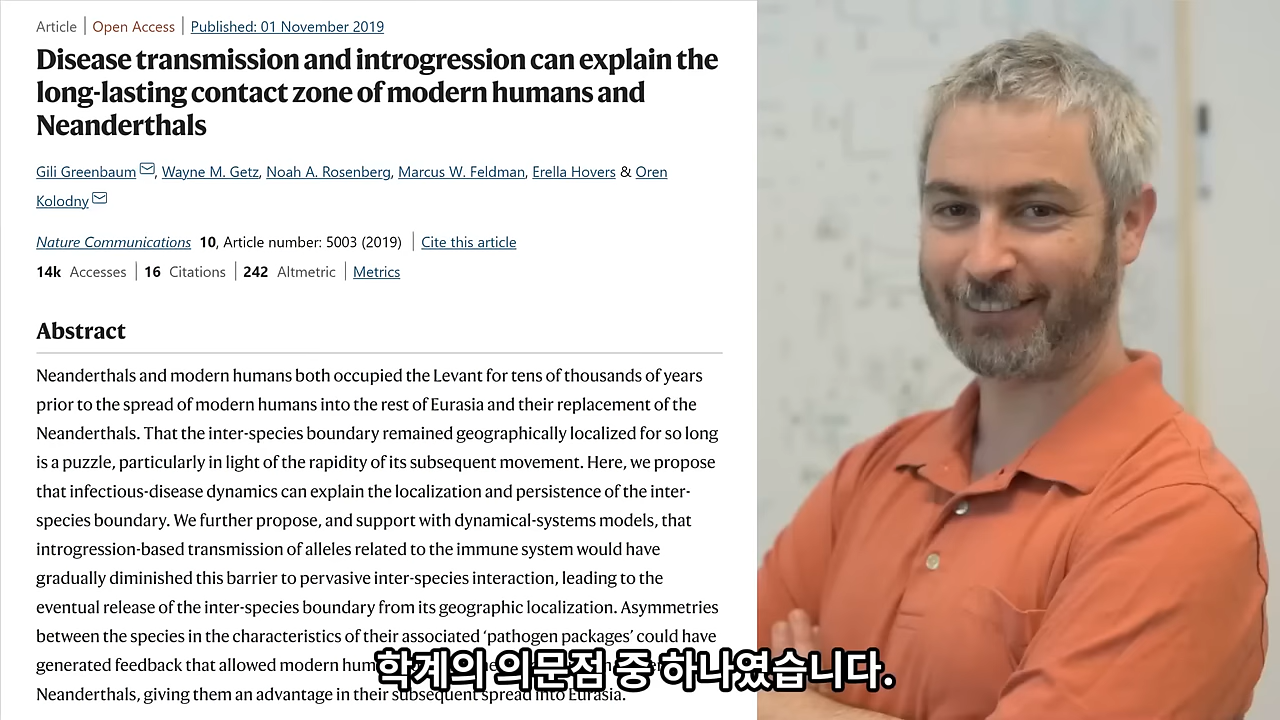 Article | Open Access | Published: 01 November 2019
Disease transmission and introgression can explain the
long-lasting contact zone of modern humans and
Neanderthals
Gili Greenbaum, Wayne M. Getz, Noah A. Rosenberg, Marcus W. Feldman, Erella Hovers & Oren
Kolodny
Nature Communications 10, Article number: 5003 (2019) | Cite this article
14k Accesses | 16 Citations | 242 Altmetric | Metrics
Abstract
Neanderthals and modern humans both occupied the Levant for tens of thousands of years
prior to the spread of modern humans into the rest of Eurasia and their replacement of the
Neanderthals. That the inter-species boundary remained geographically localized for so long
is a puzzle, particularly in light of the rapidity of its subsequent movement. Here, we propose
that infectious-disease dynamics can explain the localization and persistence of the inter-
species boundary. We further propose, and support with dynamical-systems models, that
introgression-based transmission of alleles related to the immune system would have
gradually diminished this barrier to pervasive inter-species interaction, leading to the
eventual release of the inter-species boundary from its geographic localization. Asymmetries
between the species in the characteristics of their associated ‘pathogen packages’ could have
generated feedback that allowed modern
Neanderthals, giving them an advantage in their subsequent spread into Eurasia.
학계의 의문점 중 하나였습니다.